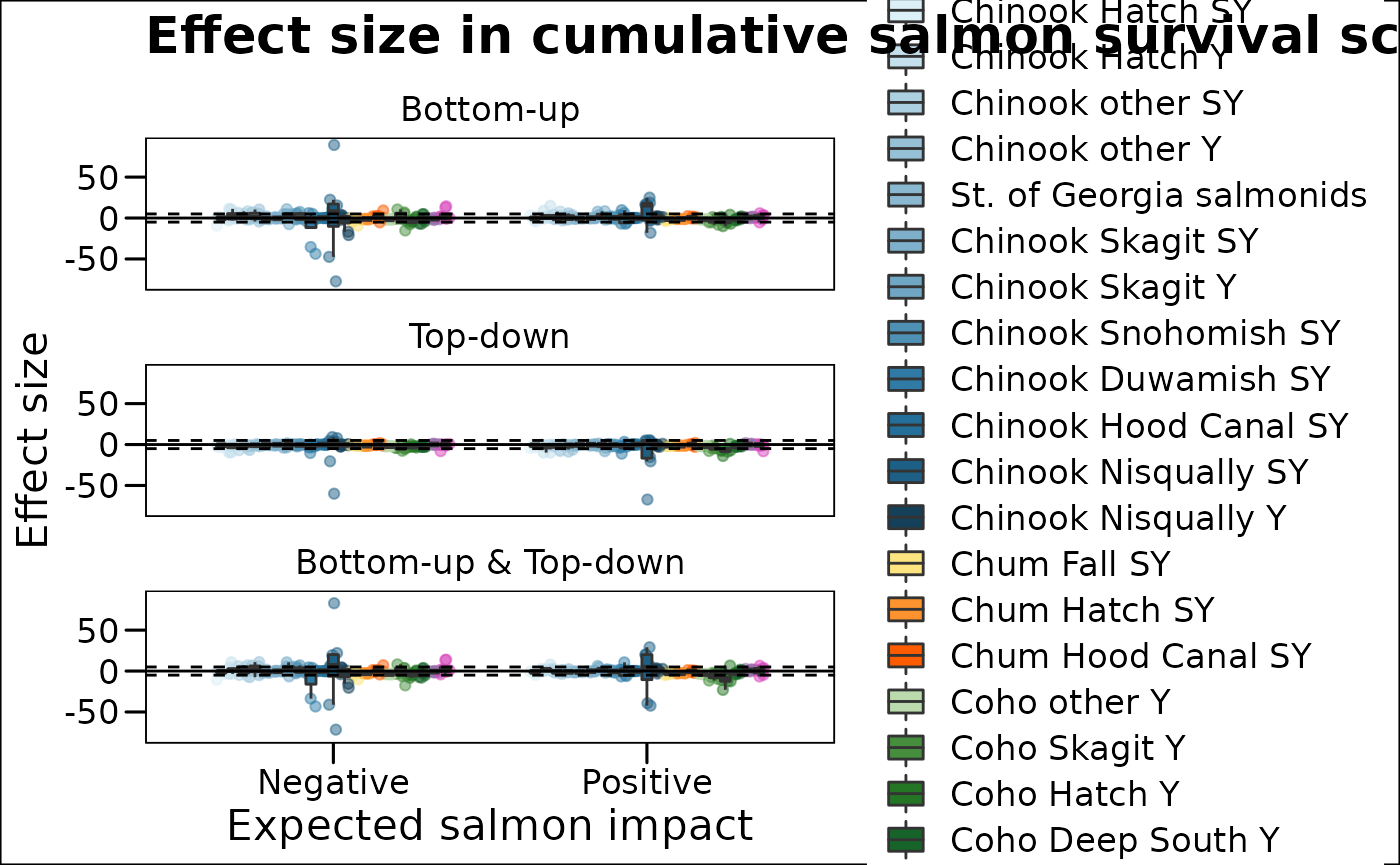 Effect size in cumulative salmon survival sc
Bottom-up
50
0
-50
Top-down
50
0
-50
Bottom-up & Top-down
50
0
-50
Negative
Positive
Expected salmon impact
Effect size
Chinook Hatch SY
Chinook Hatch Y
Chinook other SY
Chinook other Y
St. of Georgia salmonids
Chinook Skagit SY
Chinook Skagit Y
Chinook Snohomish SY
Chinook Duwamish SY
Chinook Hood Canal SY
Chinook Nisqually SY
Chinook Nisqually Y
Chum Fall SY
Chum Hatch SY
Chum Hood Canal SY
Coho other Y
Coho Skagit Y
Coho Hatch Y
Coho Deep South Y